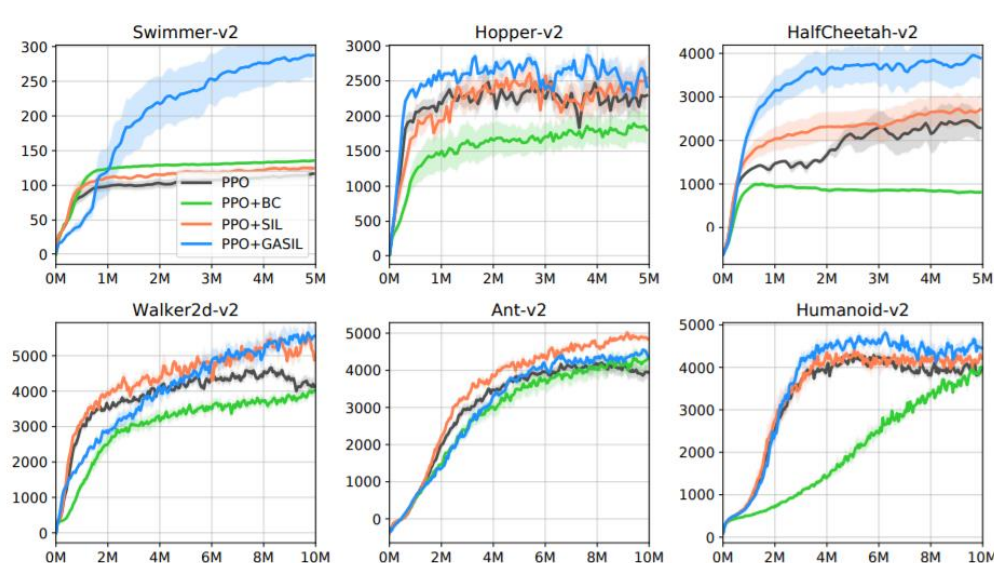 Swimmer-v2
300
250
200
150
100
50
0
0M 1M 2M 3M 4M 5M
PPO
PPO+BC
PPO+SIL
PPO+GASIL
Hopper-v2
3000
2500
2000
1500
1000
500
0
0M 1M 2M 3M 4M 5M
HalfCheetah-v2
4000
3000
2000
1000
0
0M 1M 2M 3M 4M 5M
Walker2d-v2
5000
4000
3000
2000
1000
0
0M 2M 4M 6M 8M 10M
Ant-v2
5000
4000
3000
2000
1000
0
0M 2M 4M 6M 8M 10M
Humanoid-v2
5000
4000
3000
2000
1000
0
0M 2M 4M 6M 8M 10M